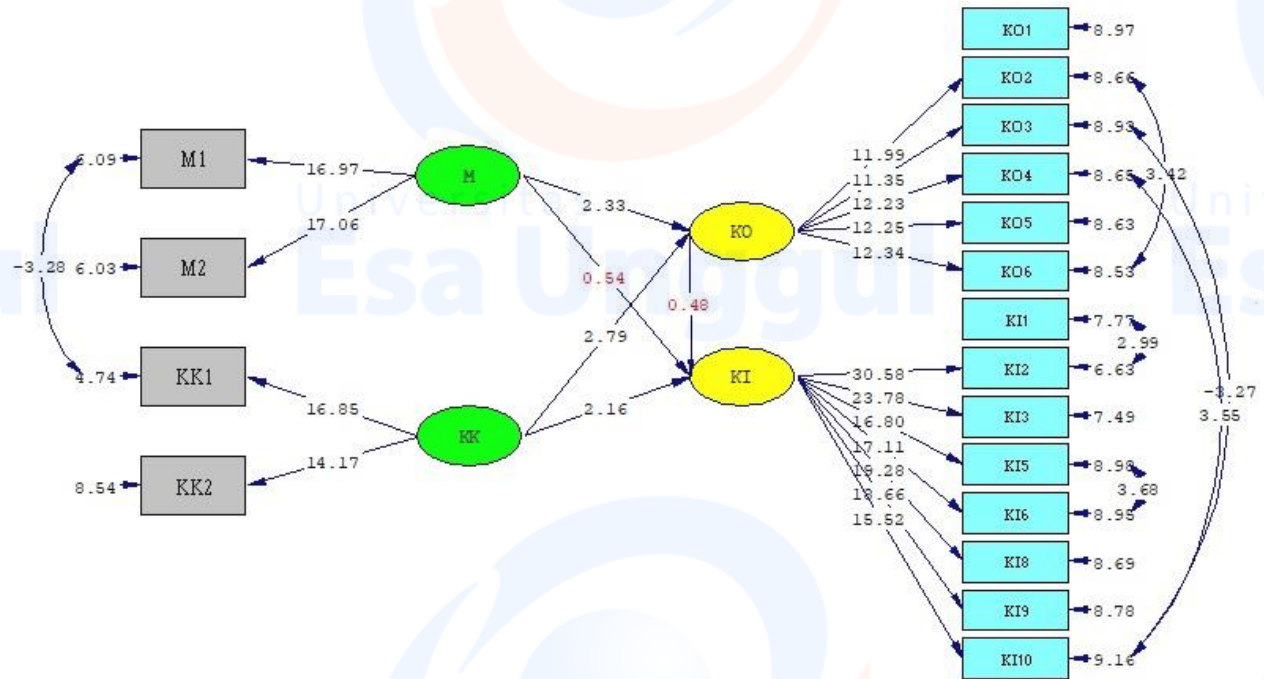 KO1 8.97
KO2 8.66
KO3 8.93
M1 6.09 16.97 M 11.99
11.35
KO4 8.65 3.42
Universitas
17.06 2.33 12.23
KO KO5 8.63
12.25
-3.28 6.03 M2 12.34
KO6 8.53
Esa Unggul
0.54 0.48
KI1 7.77
2.99
2.79
KI2 6.63
4.74 KK1 KI 30.58
23.78 -3.27
16.85 2.16 16.80 KI3 7.49 3.55
17.11
KK 19.28 KI5 8.98
14.17 15.52 3.68
8.54 KK2 KI6 8.95
KI8 8.69
KI9 8.78
KI10 9.16